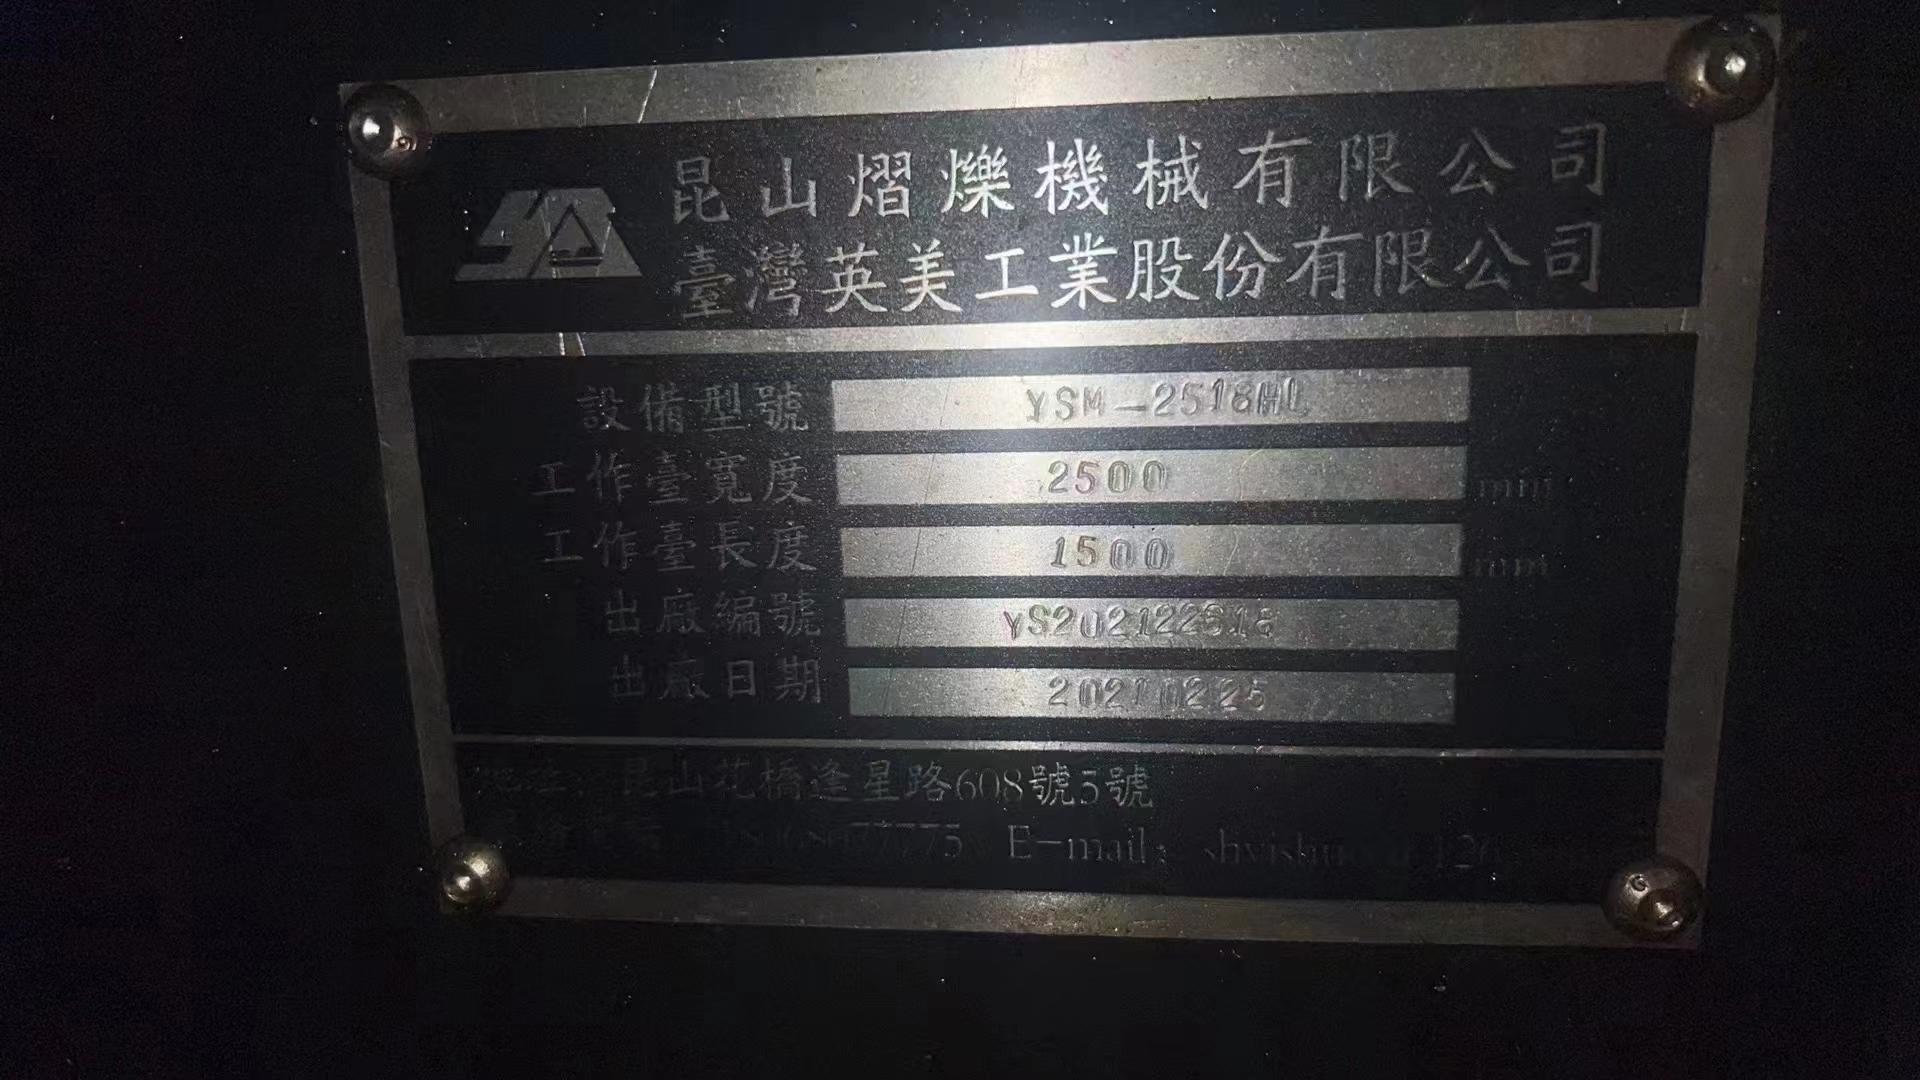 昆山熠爍機械有限公司
臺灣英美工業股份有限公司
設備型號 YSM-2518HL
工作臺寬度 2500 mm
工作臺長度 1500 mm
出廠編號
出廠日期 20210225
地址：昆山花橋逢星路608號5號
E-mail：